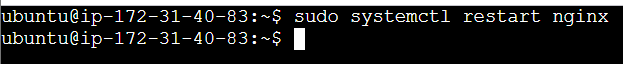 ubuntu@ip-172-31-40-83:~$ sudo systemctl restart nginx
ubuntu@ip-172-31-40-83:~$